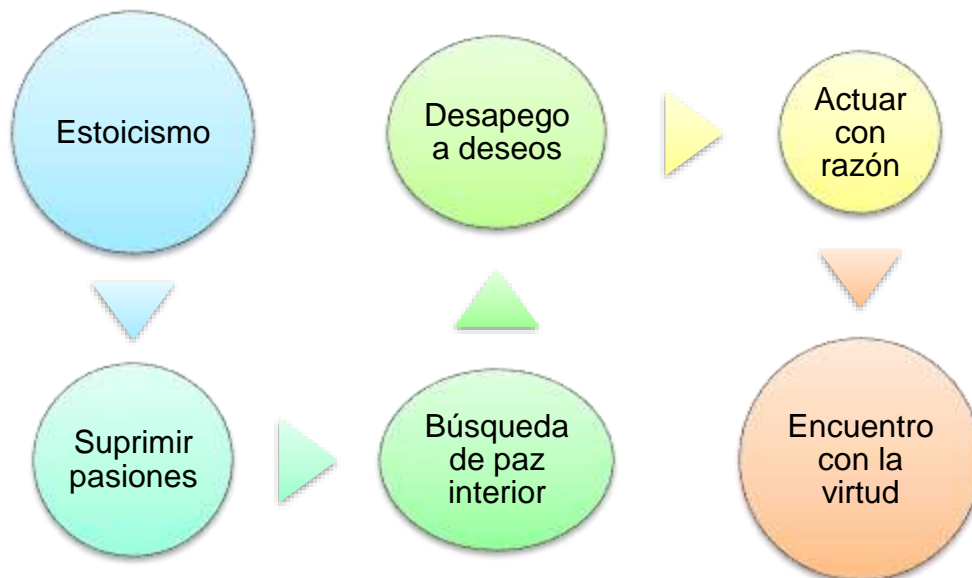 Estoicismo
Suprimir
pasiones
Búsqueda
de paz
interior
Desapego
a deseos
Actuar
con
razón
Encuentro
con la
virtud